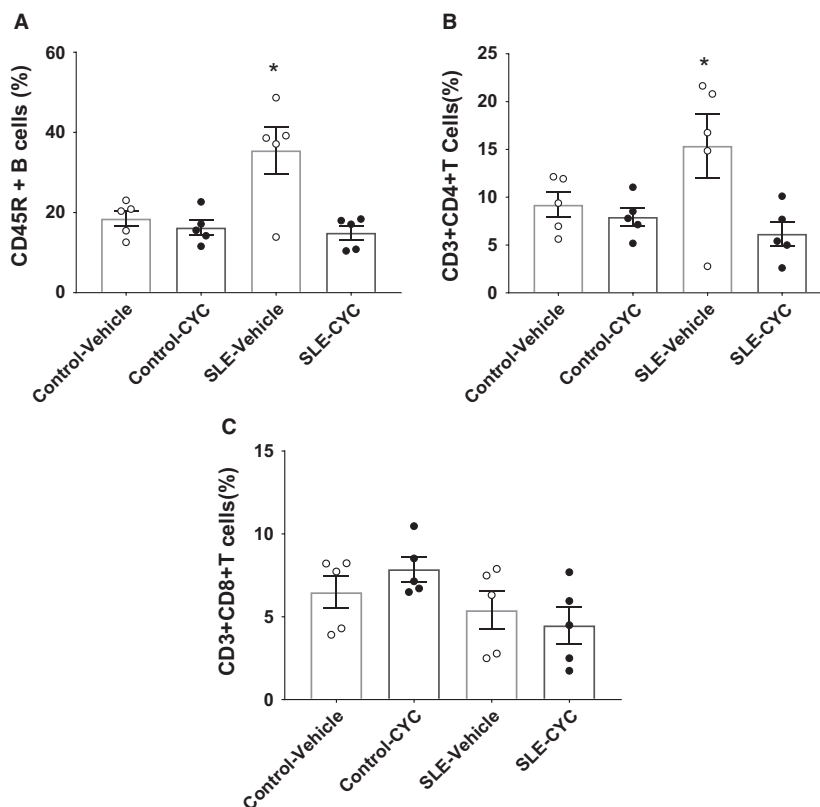 A
CD45R + B cells (%)
60
40
20
0
*
Control-Vehicle
Control-CYC
SLE-Vehicle
SLE-CYC
B
CD3+CD4+T Cells(%)
25
20
15
10
5
0
*
Control-Vehicle
Control-CYC
SLE-Vehicle
SLE-CYC
C
CD3+CD8+T cells(%)
15
10
5
0
Control-Vehicle
Control-CYC
SLE-Vehicle
SLE-CYC